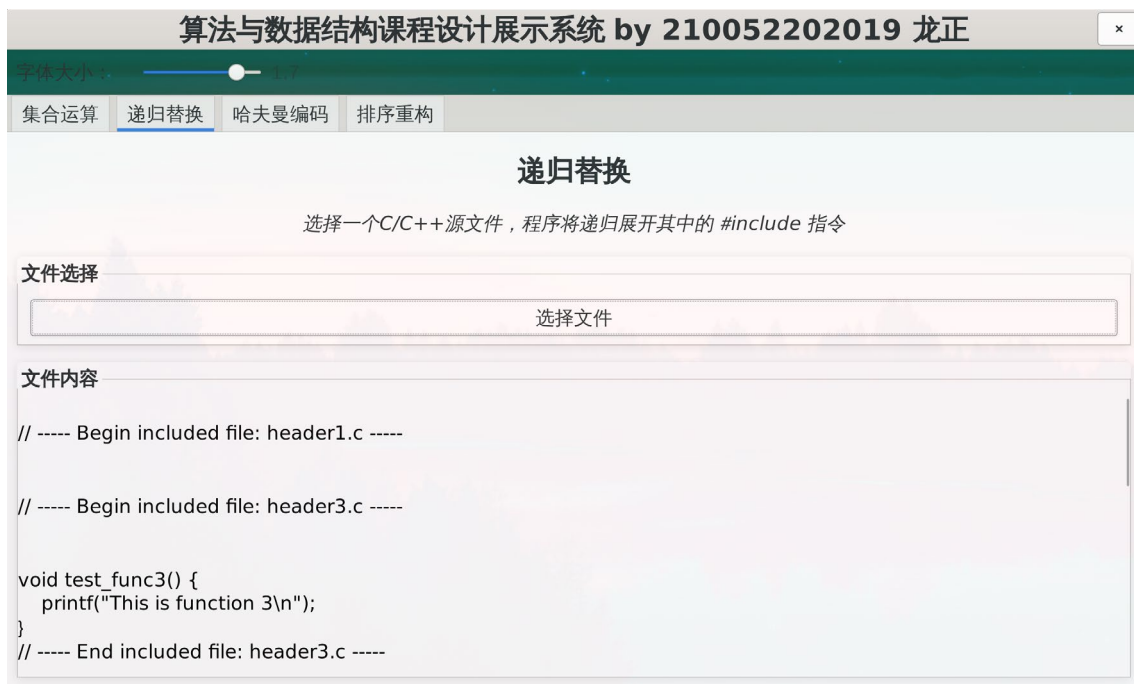 算法与数据结构课程设计展示系统 by 210052202019 龙正
×
字体大小： 1.7
集合运算 递归替换 哈夫曼编码 排序重构
递归替换
选择一个C/C++源文件，程序将递归展开其中的 #include 指令
文件选择
选择文件
文件内容
// ----- Begin included file: header1.c -----
// ----- Begin included file: header3.c -----
void test_func3() {
    printf("This is function 3\n");
}
// ----- End included file: header3.c -----